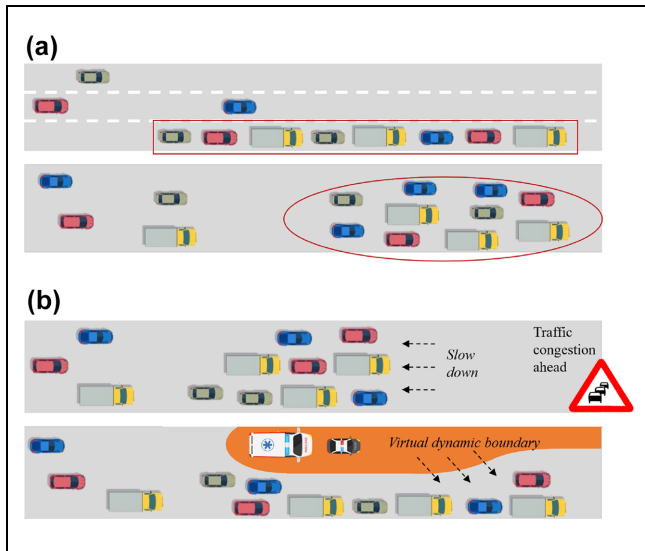 (a)
(b)
Slow
down
Traffic
congestion
ahead
Virtual dynamic boundary